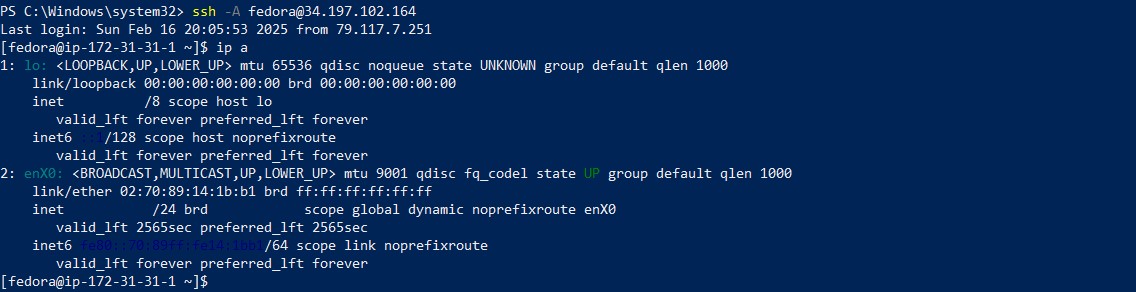 PS C:\Windows\system32> ssh -A fedora@34.197.102.164
Last login: Sun Feb 16 20:05:53 2025 from 79.117.7.251
[fedora@ip-172-31-31-1 ~]$ ip a
1: lo: <LOOPBACK,UP,LOWER_UP> mtu 65536 qdisc noqueue state UNKNOWN group default qlen 1000
    link/loopback 00:00:00:00:00:00 brd 00:00:00:00:00:00
    inet            /8 scope host lo
       valid_lft forever preferred_lft forever
    inet6 ::1/128 scope host noprefixroute
       valid_lft forever preferred_lft forever
2: enX0: <BROADCAST,MULTICAST,UP,LOWER_UP> mtu 9001 qdisc fq_codel state UP group default qlen 1000
    link/ether 02:70:89:14:1b:b1 brd ff:ff:ff:ff:ff:ff
    inet             /24 brd               scope global dynamic noprefixroute enX0
       valid_lft 2565sec preferred_lft 2565sec
    inet6 fe80::70:89ff:fe14:1bb1/64 scope link noprefixroute
       valid_lft forever preferred_lft forever
[fedora@ip-172-31-31-1 ~]$